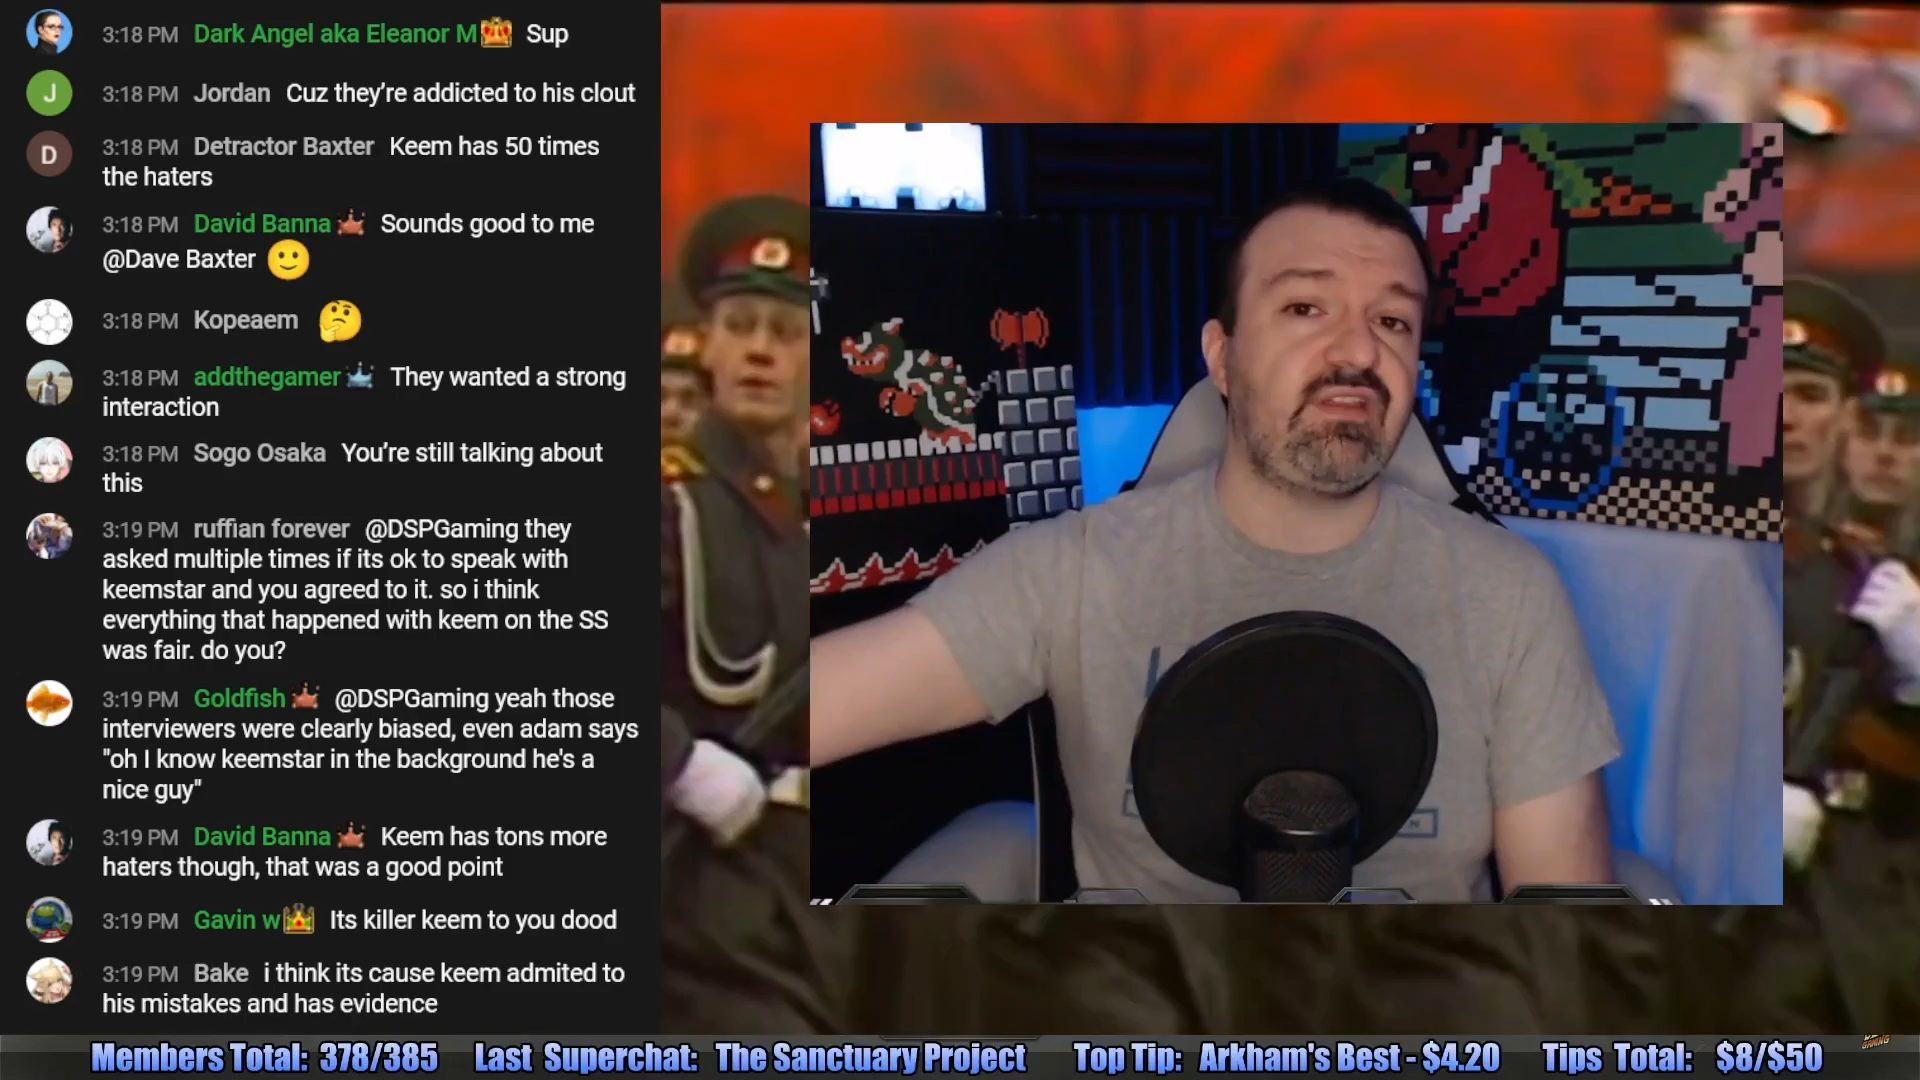 3:18 PM Dark Angel aka Eleanor M Sup
3:18 PM Jordan Cuz they're addicted to his clout
3:18 PM Detractor Baxter Keem has 50 times
the haters
3:18 PM David Banna Sounds good to me
@Dave Baxter
3:18 PM Kopeaem
3:18 PM addthegamer They wanted a strong
interaction
3:18 PM Sogo Osaka You're still talking about
this
3:19 PM ruffian forever @DSPGaming they
asked multiple times if its ok to speak with
keemstar and you agreed to it. so i think
everything that happened with keem on the SS
was fair. do you?
3:19 PM Goldfish @DSPGaming yeah those
interviewers were clearly biased, even adam says
"oh I know keemstar in the background he's a
nice guy"
3:19 PM David Banna Keem has tons more
haters though, that was a good point
3:19 PM Gavin w Its killer keem to you dood
3:19 PM Bake i think its cause keem admited to
his mistakes and has evidence
J
D
Members Total: 378/385 Last Superchat: The Sanctuary Project Top Tip: Arkham's Best - $4.20 Tips Total: $8/$50